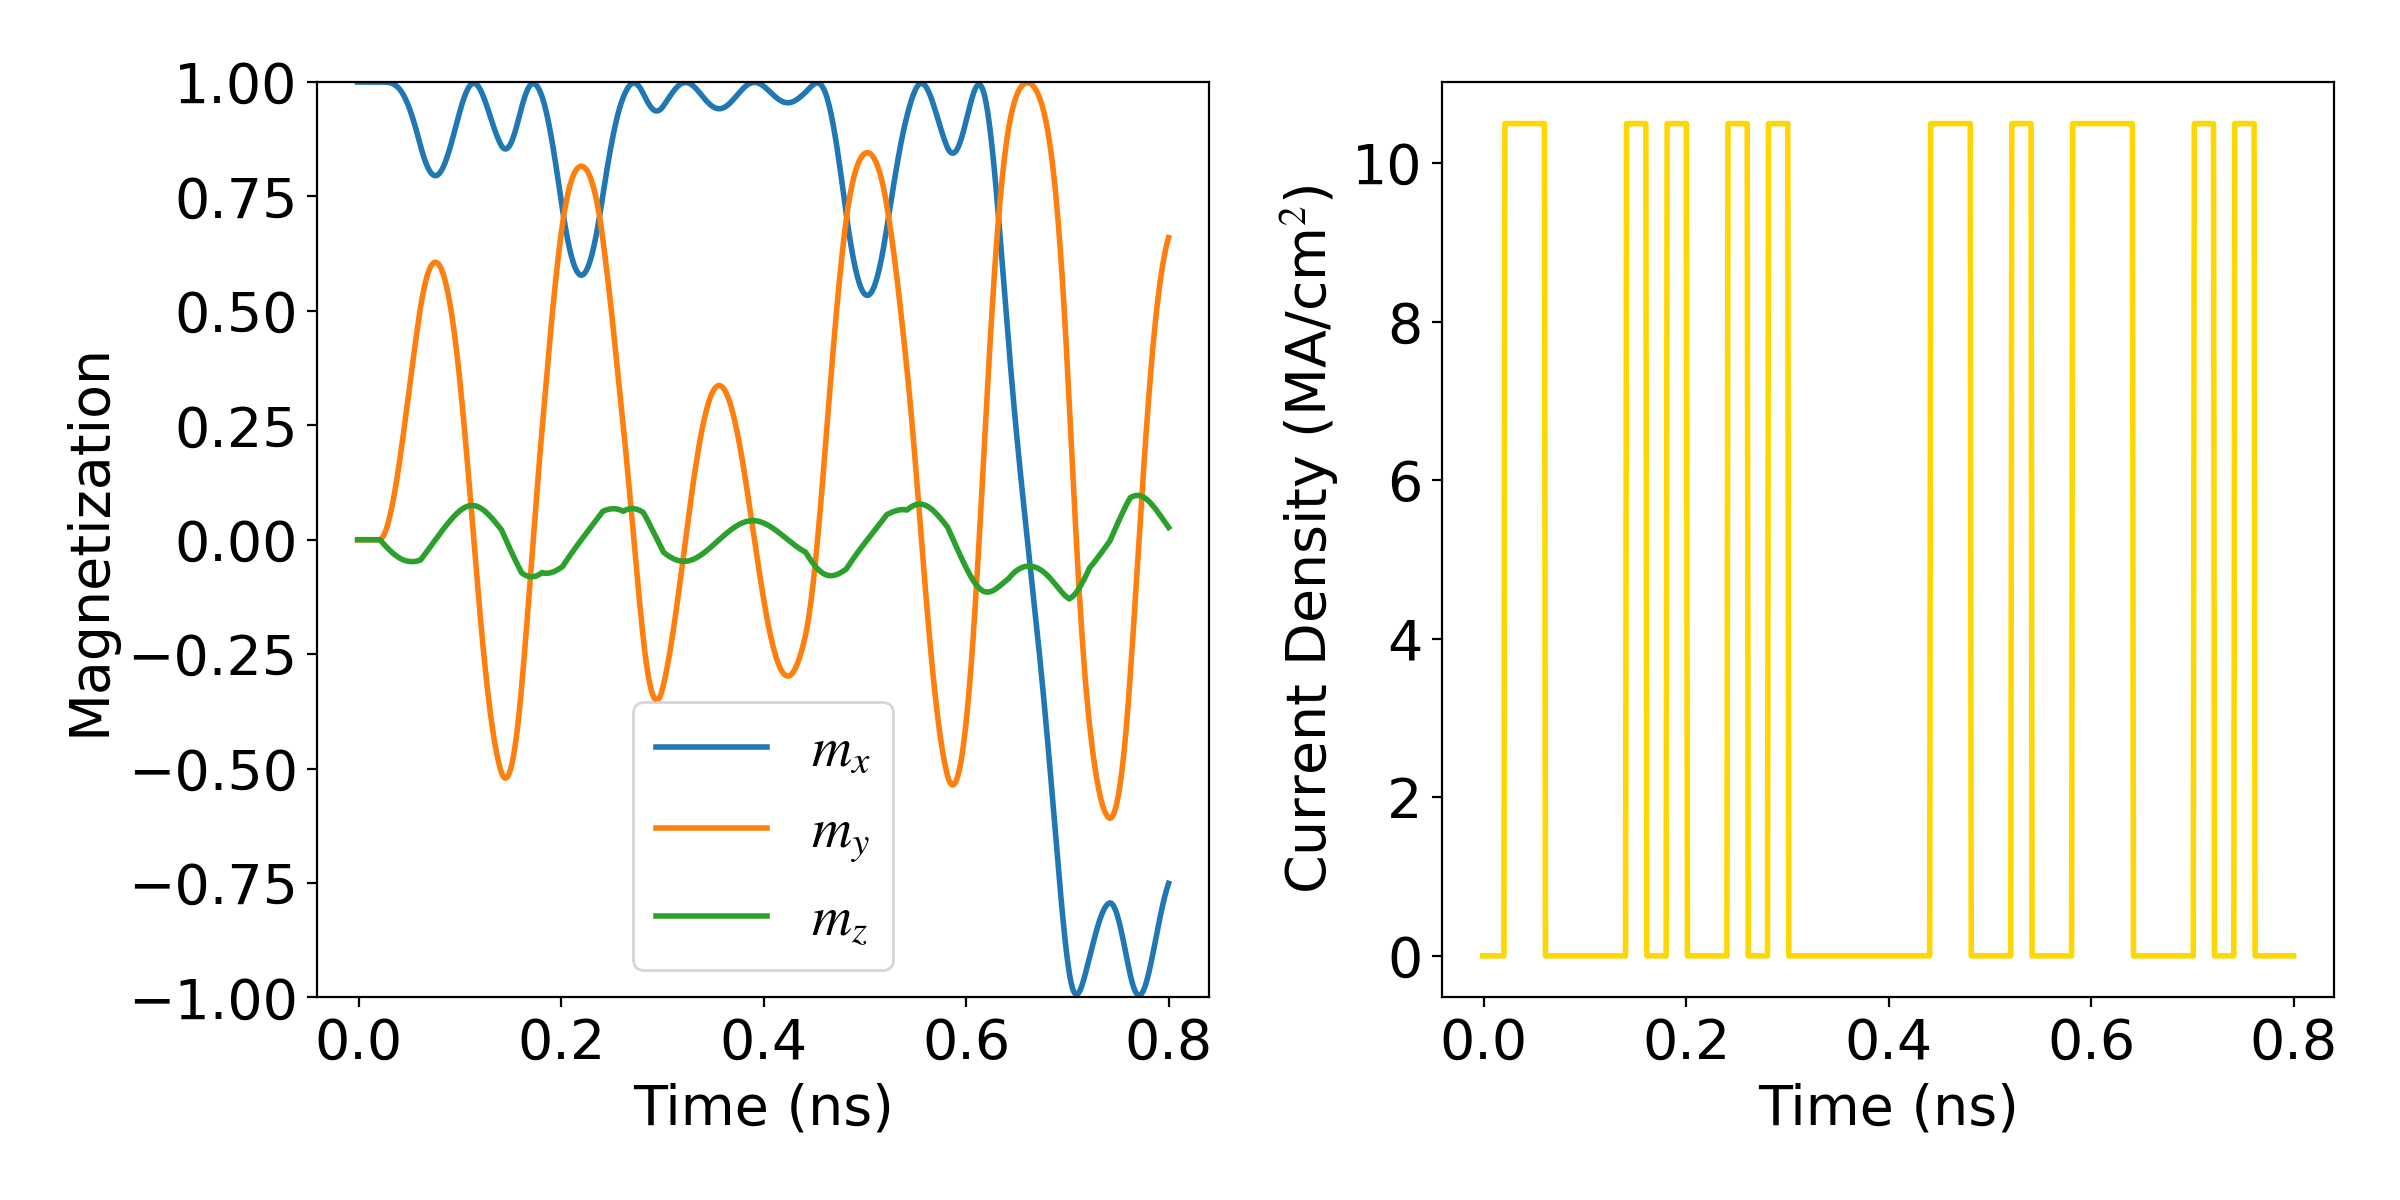 1.00
0.75
0.50
0.25
0.00
−0.25
−0.50
−0.75
−1.00
Magnetization
0.0 0.2 0.4 0.6 0.8
Time (ns)
m_x
m_y
m_z
10
8
6
4
2
0
Current Density (MA/cm²)
0.0 0.2 0.4 0.6 0.8
Time (ns)